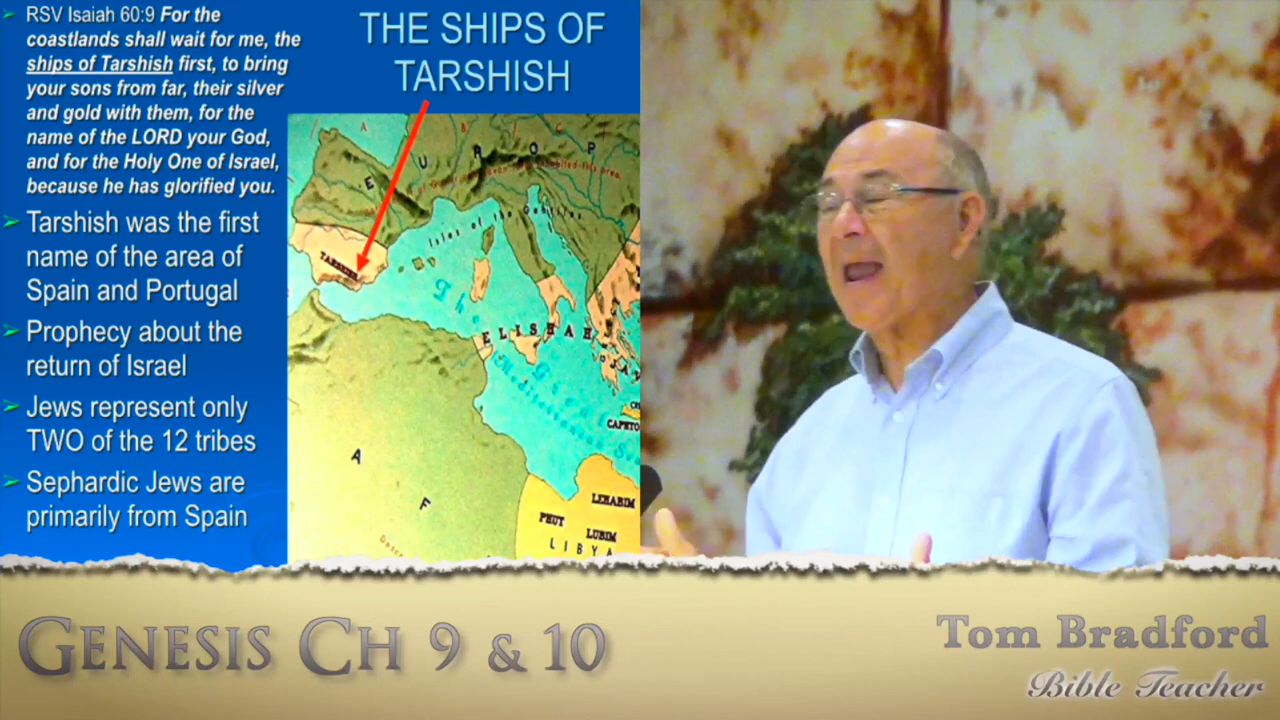 RSV Isaiah 60:9 For the
coastlands shall wait for me, the
ships of Tarshish first, to bring
your sons from far, their silver
and gold with them, for the
name of the LORD your God,
and for the Holy One of Israel,
because he has glorified you.
Tarshish was the first
name of the area of
Spain and Portugal
Prophecy about the
return of Israel
Jews represent only
TWO of the 12 tribes
Sephardic Jews are
primarily from Spain
THE SHIPS OF
TARSHISH
E U R O P
Isles of the Gentiles
TARSHISH
ELISHAH
CAPHTO
A F
LEHABIM
PHUT
LUBIM
LIBYA
GENESIS CH 9 & 10
Tom Bradford
Bible Teacher